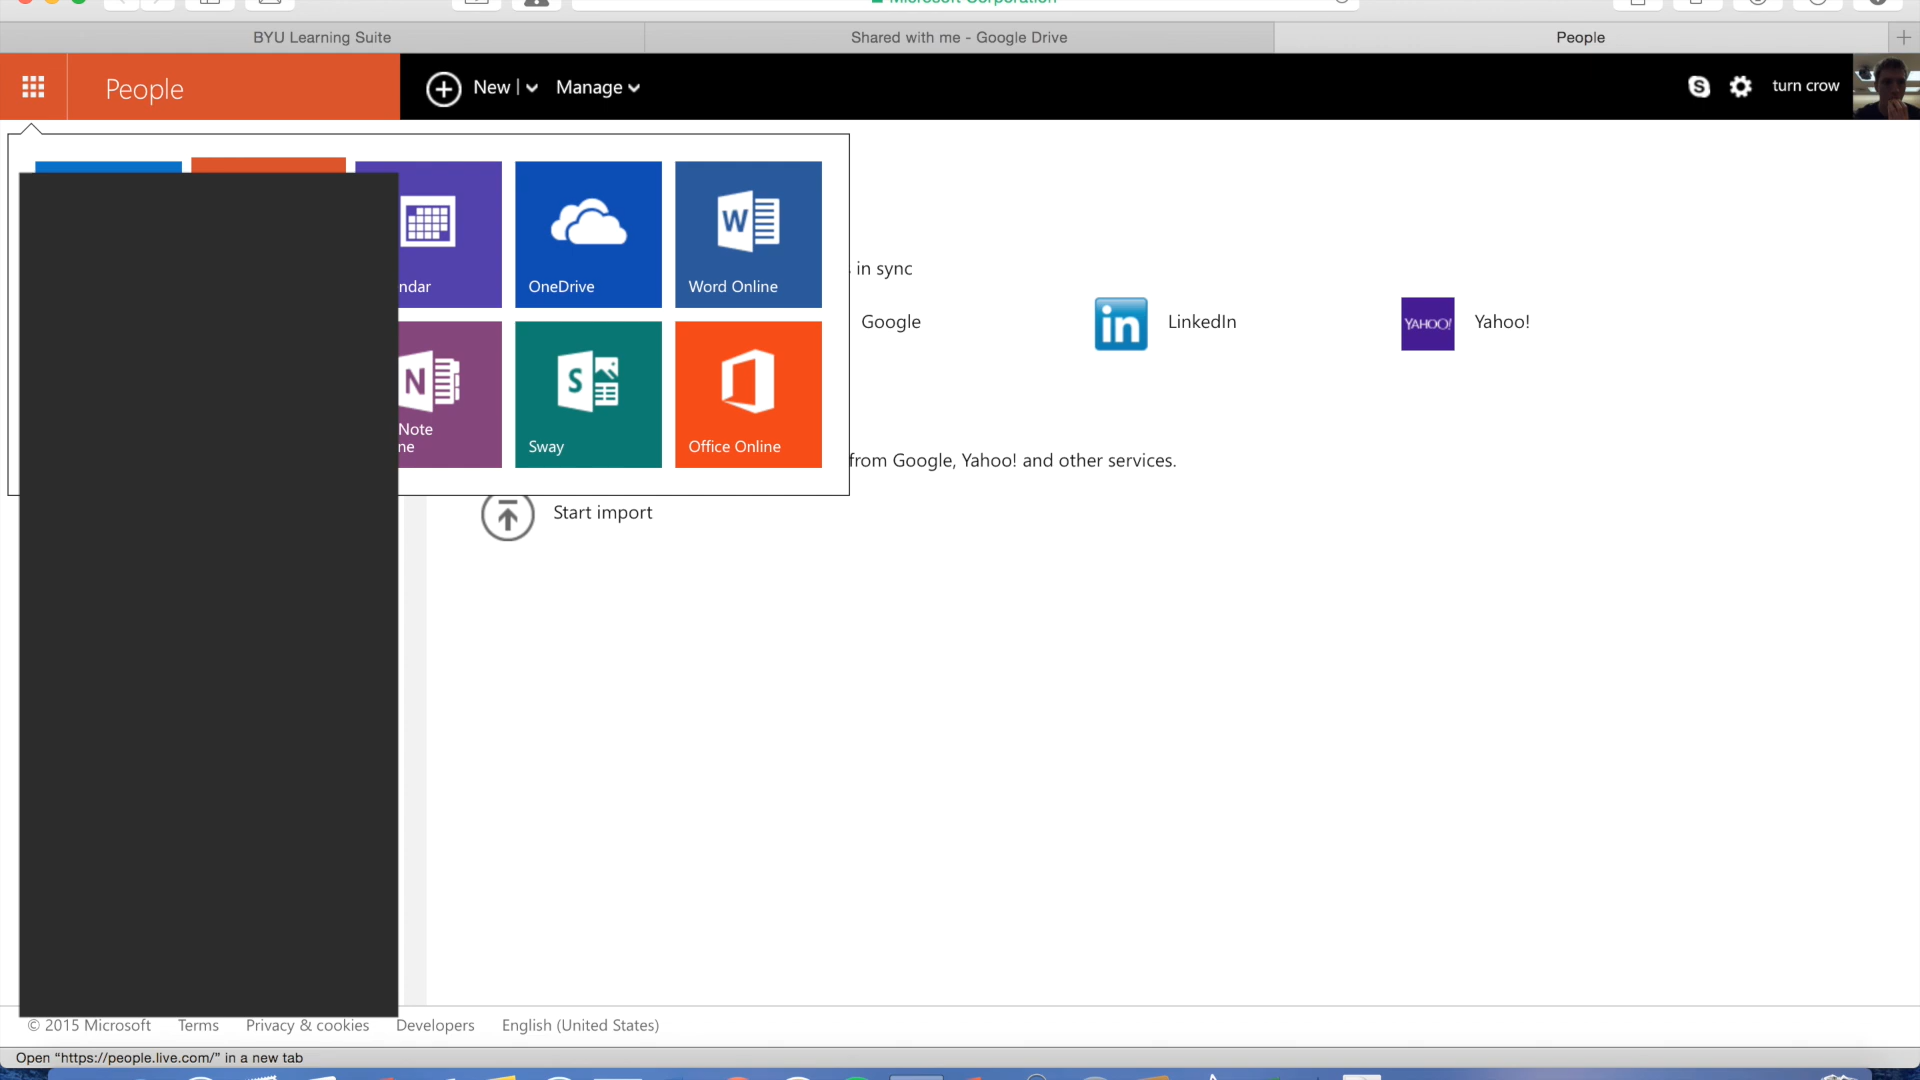 Microsoft Corporation
BYU Learning Suite
Shared with me - Google Drive
People
People
New
Manage
turn crow
ndar
OneDrive
Word Online
in sync
Google
LinkedIn
YAHOO!
Yahoo!
Note
ne
Sway
Office Online
from Google, Yahoo! and other services.
Start import
© 2015 Microsoft
Terms
Privacy & cookies
Developers
English (United States)
Open “https://people.live.com/” in a new tab